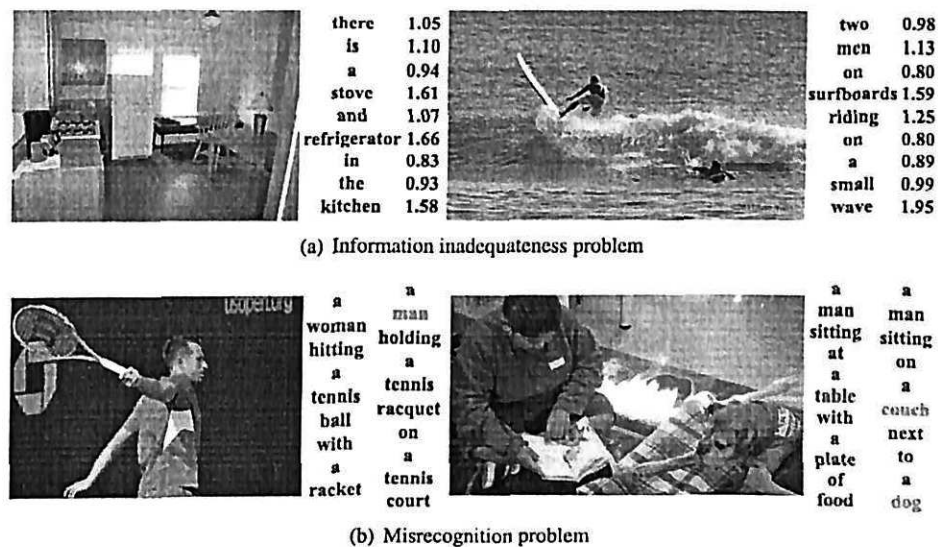 there 1.05
is 1.10
a 0.94
stove 1.61
and 1.07
refrigerator 1.66
in 0.83
the 0.93
kitchen 1.58
two 0.98
men 1.13
on 0.80
surfboards 1.59
riding 1.25
on 0.80
a 0.89
small 0.99
wave 1.95
(a) Information inadequateness problem
usopen.org
a
woman
hitting
a
tennis
ball
with
a
racket
a
man
holding
a
tennis
racquet
on
a
tennis
court
a
man
sitting
at
a
table
with
a
plate
of
food
a
man
sitting
on
a
couch
next
to
a
dog
(b) Misrecognition problem